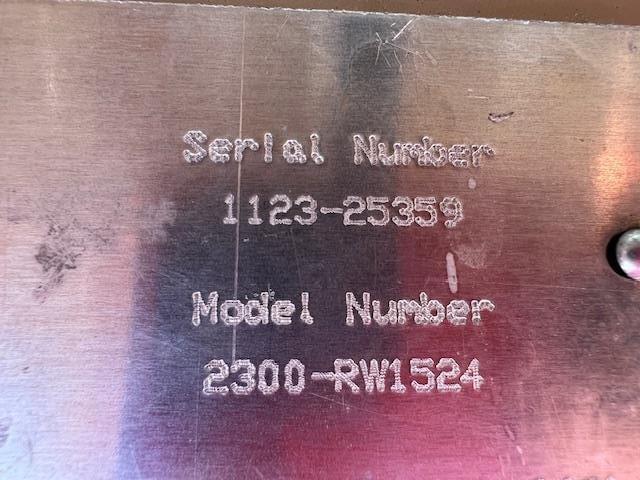 Serial Number
1123-25359
Model Number
2300-RW1524